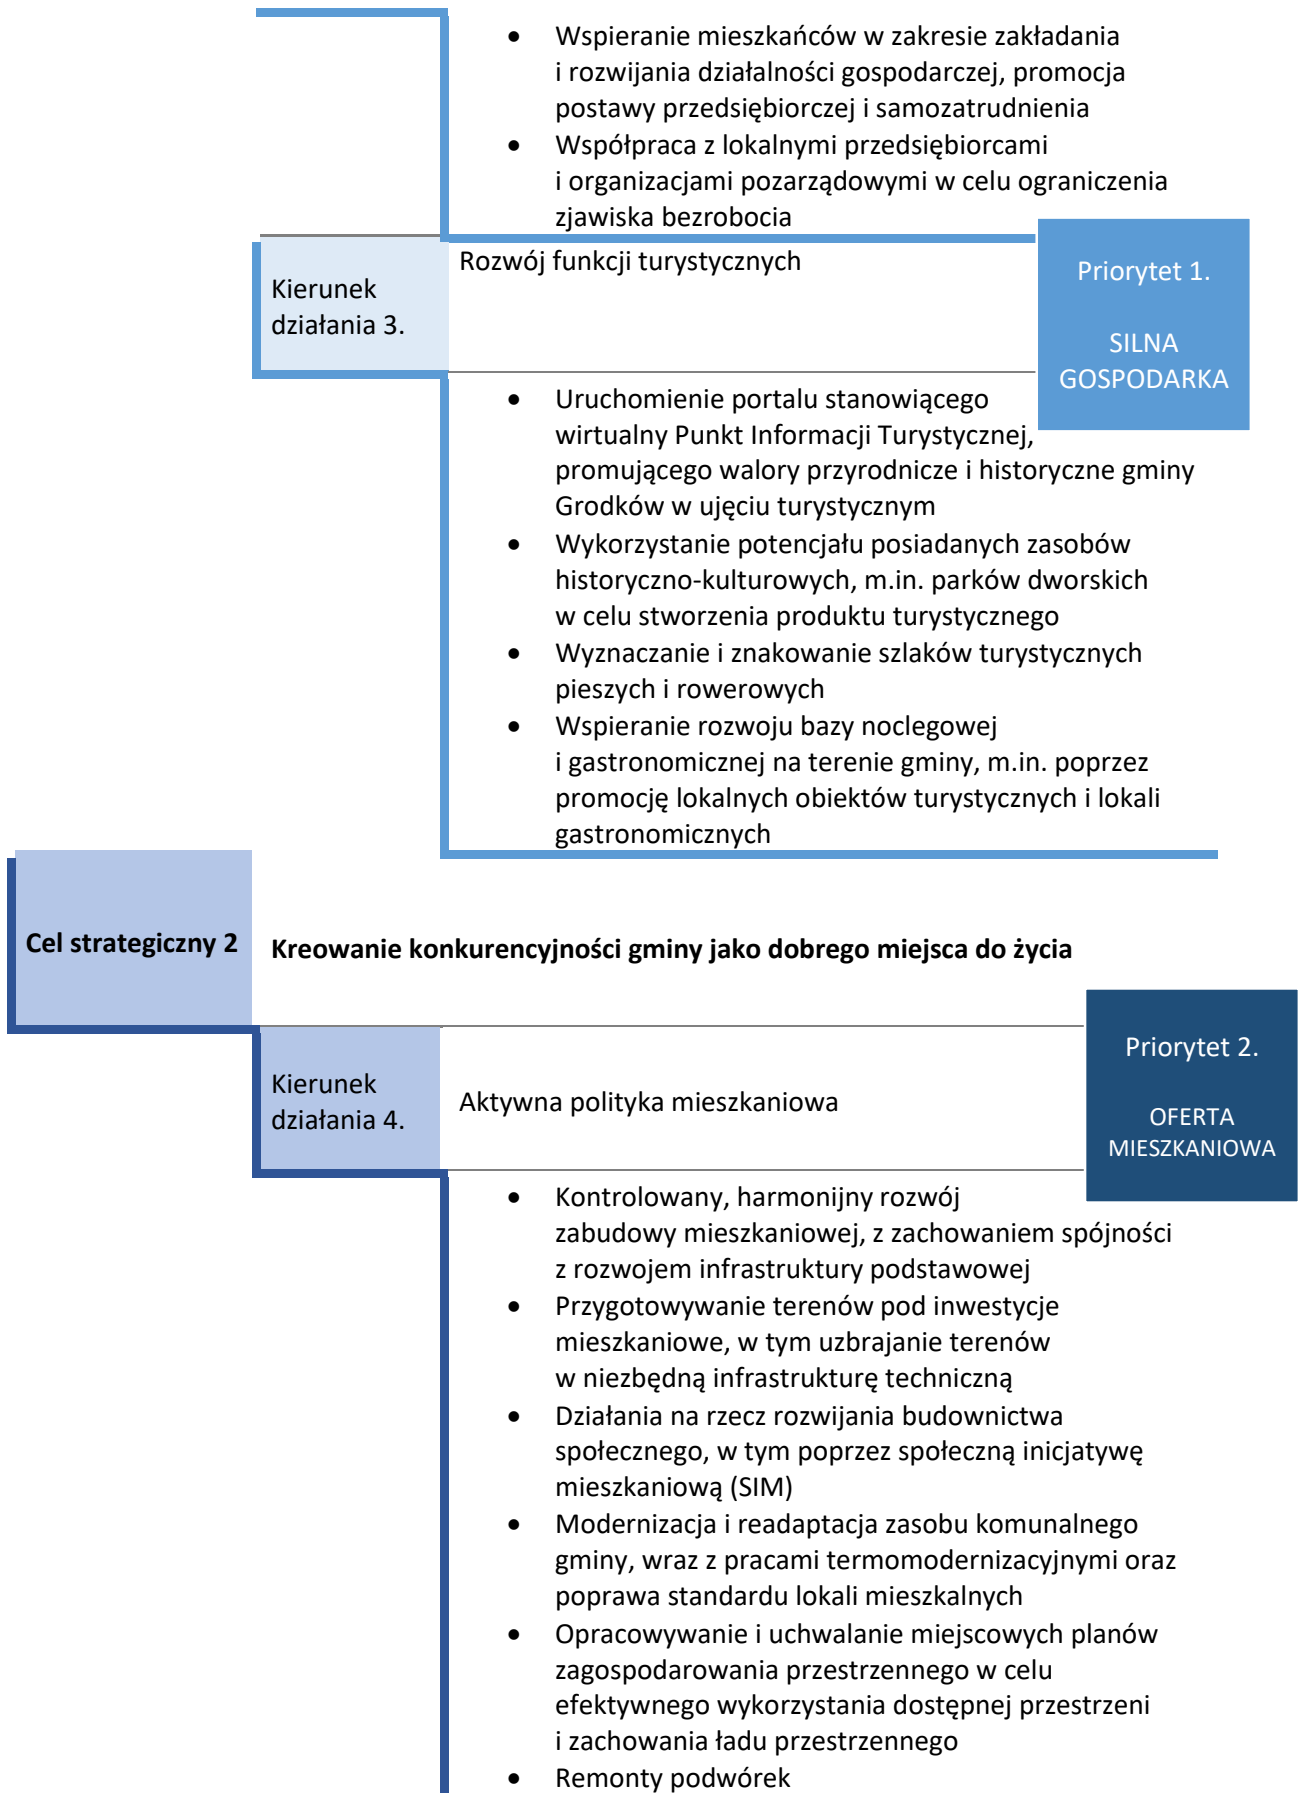 • Wspieranie mieszkańców w zakresie zakładania
i rozwijania działalności gospodarczej, promocja
postawy przedsiębiorczej i samozatrudnienia
• Współpraca z lokalnymi przedsiębiorcami
i organizacjami pozarządowymi w celu ograniczenia
zjawiska bezrobocia
Kierunek
działania 3.
Rozwój funkcji turystycznych
Priorytet 1.
SILNA
GOSPODARKA
• Uruchomienie portalu stanowiącego
wirtualny Punkt Informacji Turystycznej,
promującego walory przyrodnicze i historyczne gminy
Grodków w ujęciu turystycznym
• Wykorzystanie potencjału posiadanych zasobów
historyczno-kulturowych, m.in. parków dworskich
w celu stworzenia produktu turystycznego
• Wyznaczanie i znakowanie szlaków turystycznych
pieszych i rowerowych
• Wspieranie rozwoju bazy noclegowej
i gastronomicznej na terenie gminy, m.in. poprzez
promocję lokalnych obiektów turystycznych i lokali
gastronomicznych
Cel strategiczny 2
Kreowanie konkurencyjności gminy jako dobrego miejsca do życia
Kierunek
działania 4.
Aktywna polityka mieszkaniowa
Priorytet 2.
OFERTA
MIESZKANIOWA
• Kontrolowany, harmonijny rozwój
zabudowy mieszkaniowej, z zachowaniem spójności
z rozwojem infrastruktury podstawowej
• Przygotowywanie terenów pod inwestycje
mieszkaniowe, w tym uzbrajanie terenów
w niezbędną infrastrukturę techniczną
• Działania na rzecz rozwijania budownictwa
społecznego, w tym poprzez społeczną inicjatywę
mieszkaniową (SIM)
• Modernizacja i readaptacja zasobu komunalnego
gminy, wraz z pracami termomodernizacyjnymi oraz
poprawa standardu lokali mieszkalnych
• Opracowywanie i uchwalanie miejscowych planów
zagospodarowania przestrzennego w celu
efektywnego wykorzystania dostępnej przestrzeni
i zachowania ładu przestrzennego
• Remonty podwórek